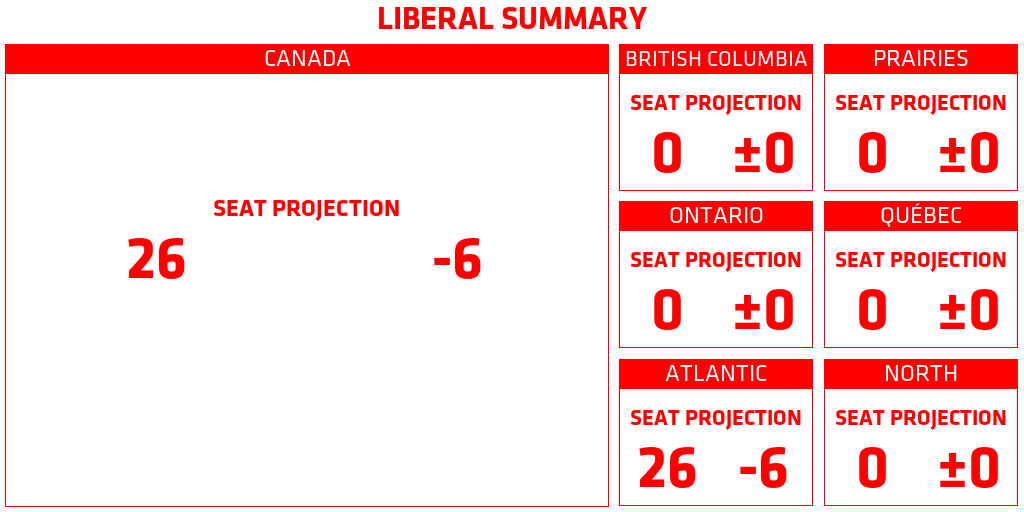 LIBERAL SUMMARY
CANADA
SEAT PROJECTION
26 -6
BRITISH COLUMBIA
SEAT PROJECTION
0 ±0
PRAIRIES
SEAT PROJECTION
0 ±0
ONTARIO
SEAT PROJECTION
0 ±0
QUÉBEC
SEAT PROJECTION
0 ±0
ATLANTIC
SEAT PROJECTION
26 -6
NORTH
SEAT PROJECTION
0 ±0